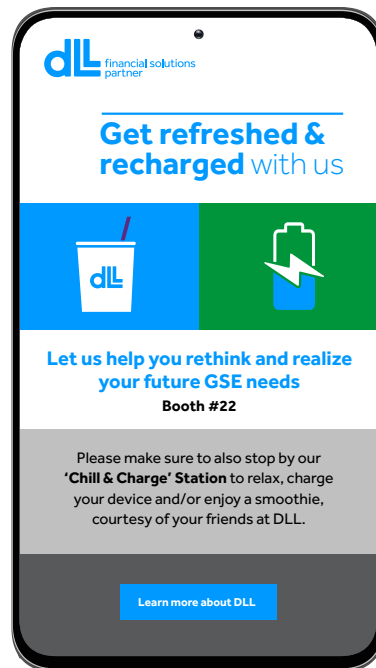 dLL financial solutions
partner
Get refreshed &
recharged with us
dLL
Let us help you rethink and realize
your future GSE needs
Booth #22
Please make sure to also stop by our
‘Chill & Charge’ Station to relax, charge
your device and/or enjoy a smoothie,
courtesy of your friends at DLL.
Learn more about DLL